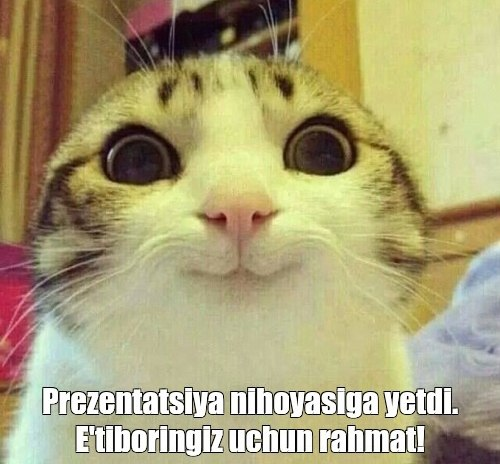 Prezentatsiya nihoyasiga yetdi.
E'tiboringiz uchun rahmat!